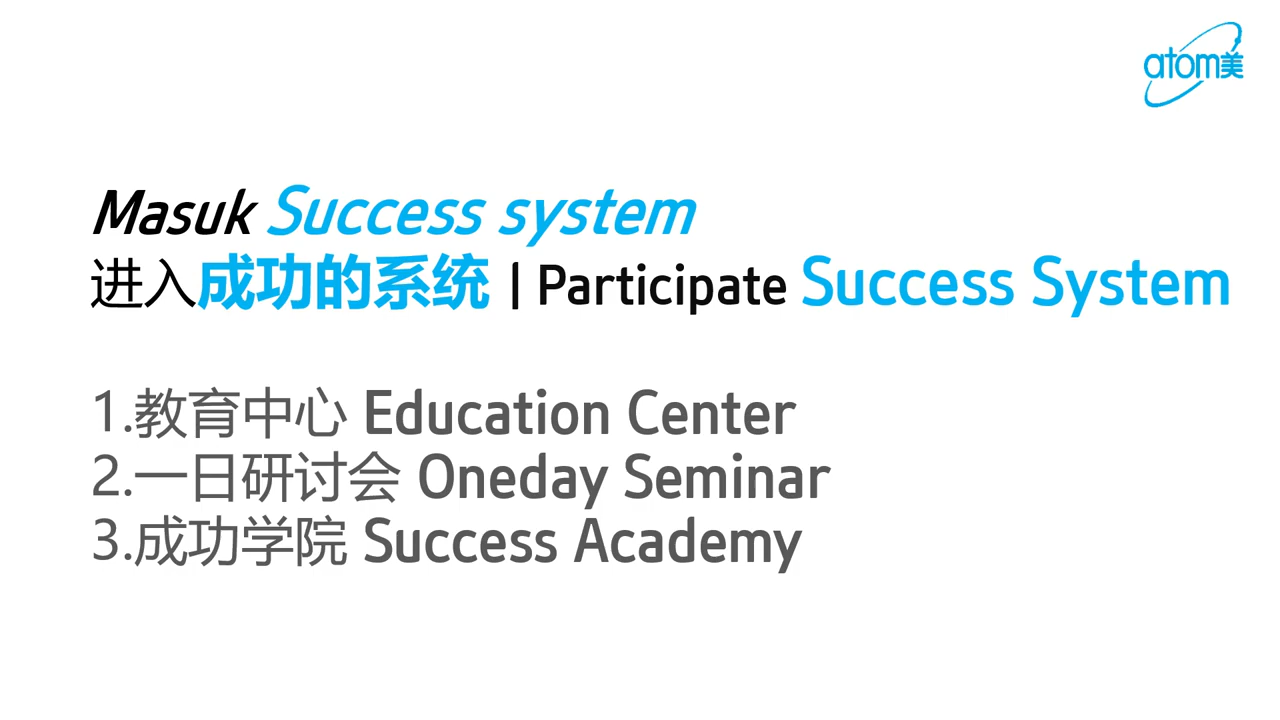 atom美
Masuk Success system
进入成功的系统 | Participate Success System
1.教育中心 Education Center
2.一日研讨会 Oneday Seminar
3.成功学院 Success Academy